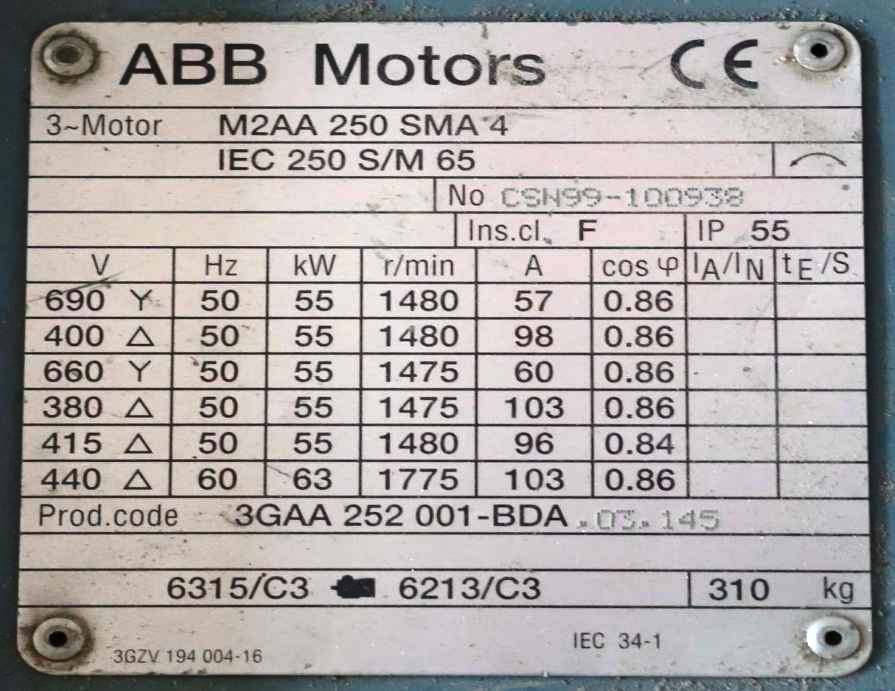 ABB Motors CE
3~Motor M2AA 250 SMA 4
IEC 250 S/M 65
No CSN99-100938
Ins.cl. F IP 55
V Hz kW r/min A cos φ IA/IN tE/S
690 Y 50 55 1480 57 0.86
400 △ 50 55 1480 98 0.86
660 Y 50 55 1475 60 0.86
380 △ 50 55 1475 103 0.86
415 △ 50 55 1480 96 0.84
440 △ 60 63 1775 103 0.86
Prod.code 3GAA 252 001-BDA .03.145
6315/C3 6213/C3 310 kg
3GZV 194 004-16 IEC 34-1